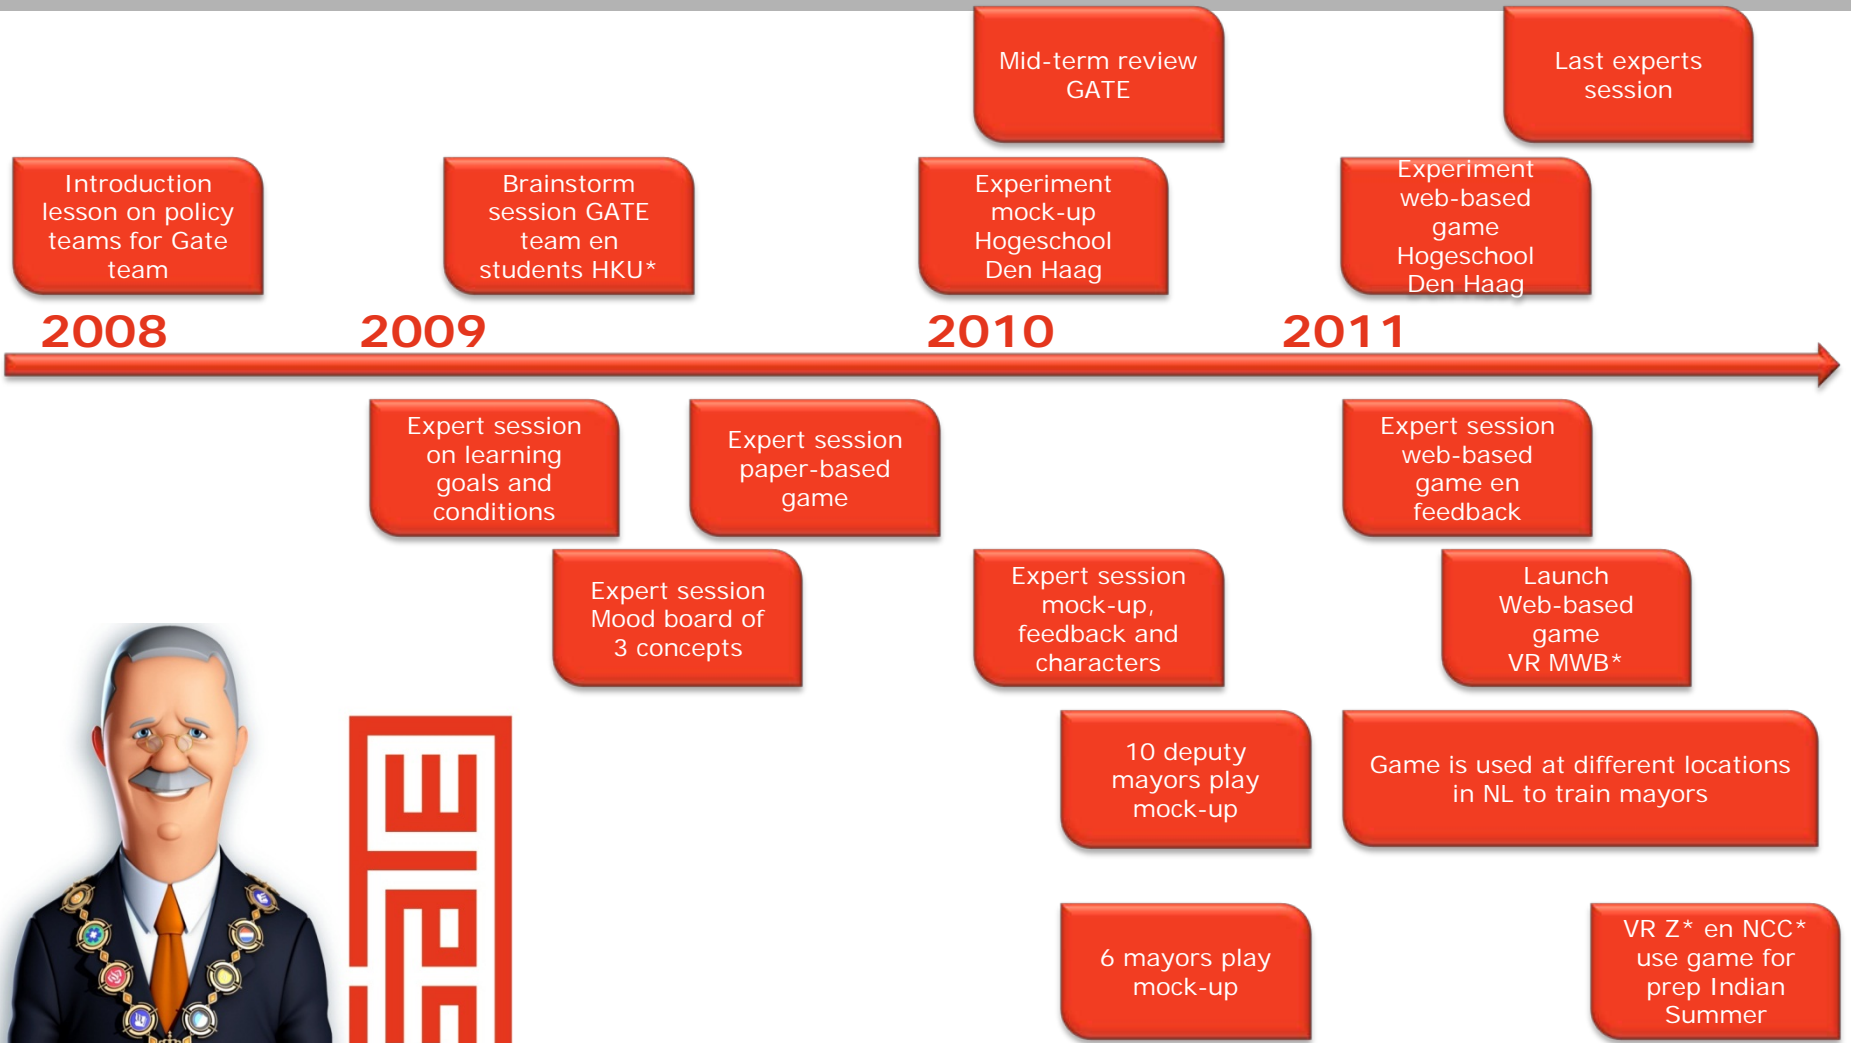 Mid-term review
GATE
Last experts
session
Introduction
lesson on policy
teams for Gate
team
Brainstorm
session GATE
team en
students HKU*
Experiment
mock-up
Hogeschool
Den Haag
Experiment
web-based
game
Hogeschool
Den Haag
2008
2009
2010
2011
Expert session
on learning
goals and
conditions
Expert session
paper-based
game
Expert session
web-based
game en
feedback
Expert session
Mood board of
3 concepts
Expert session
mock-up,
feedback and
characters
Launch
Web-based
game
VR MWB*
10 deputy
mayors play
mock-up
Game is used at different locations
in NL to train mayors
6 mayors play
mock-up
VR Z* en NCC*
use game for
prep Indian
Summer